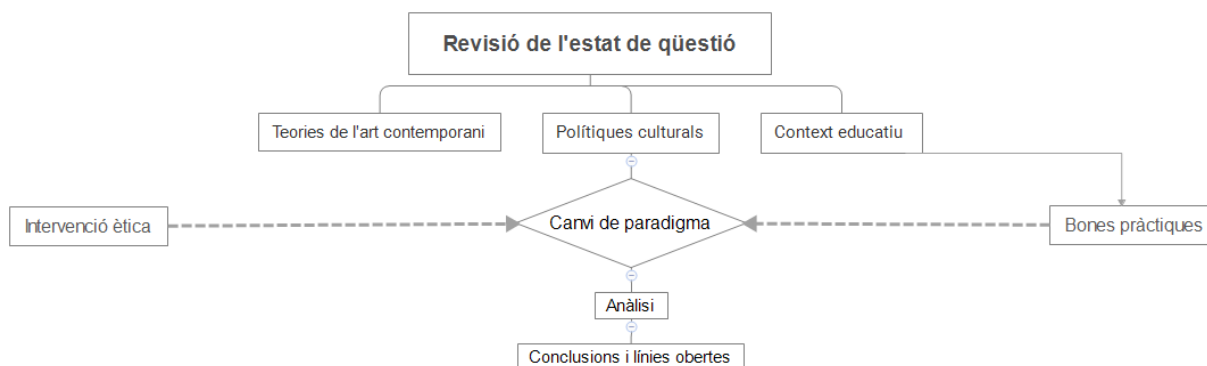 Revisió de l'estat de qüestió
Teories de l'art contemporani
Polítiques culturals
Context educatiu
Intervenció ètica
Canvi de paradigma
Bones pràctiques
Anàlisi
Conclusions i línies obertes